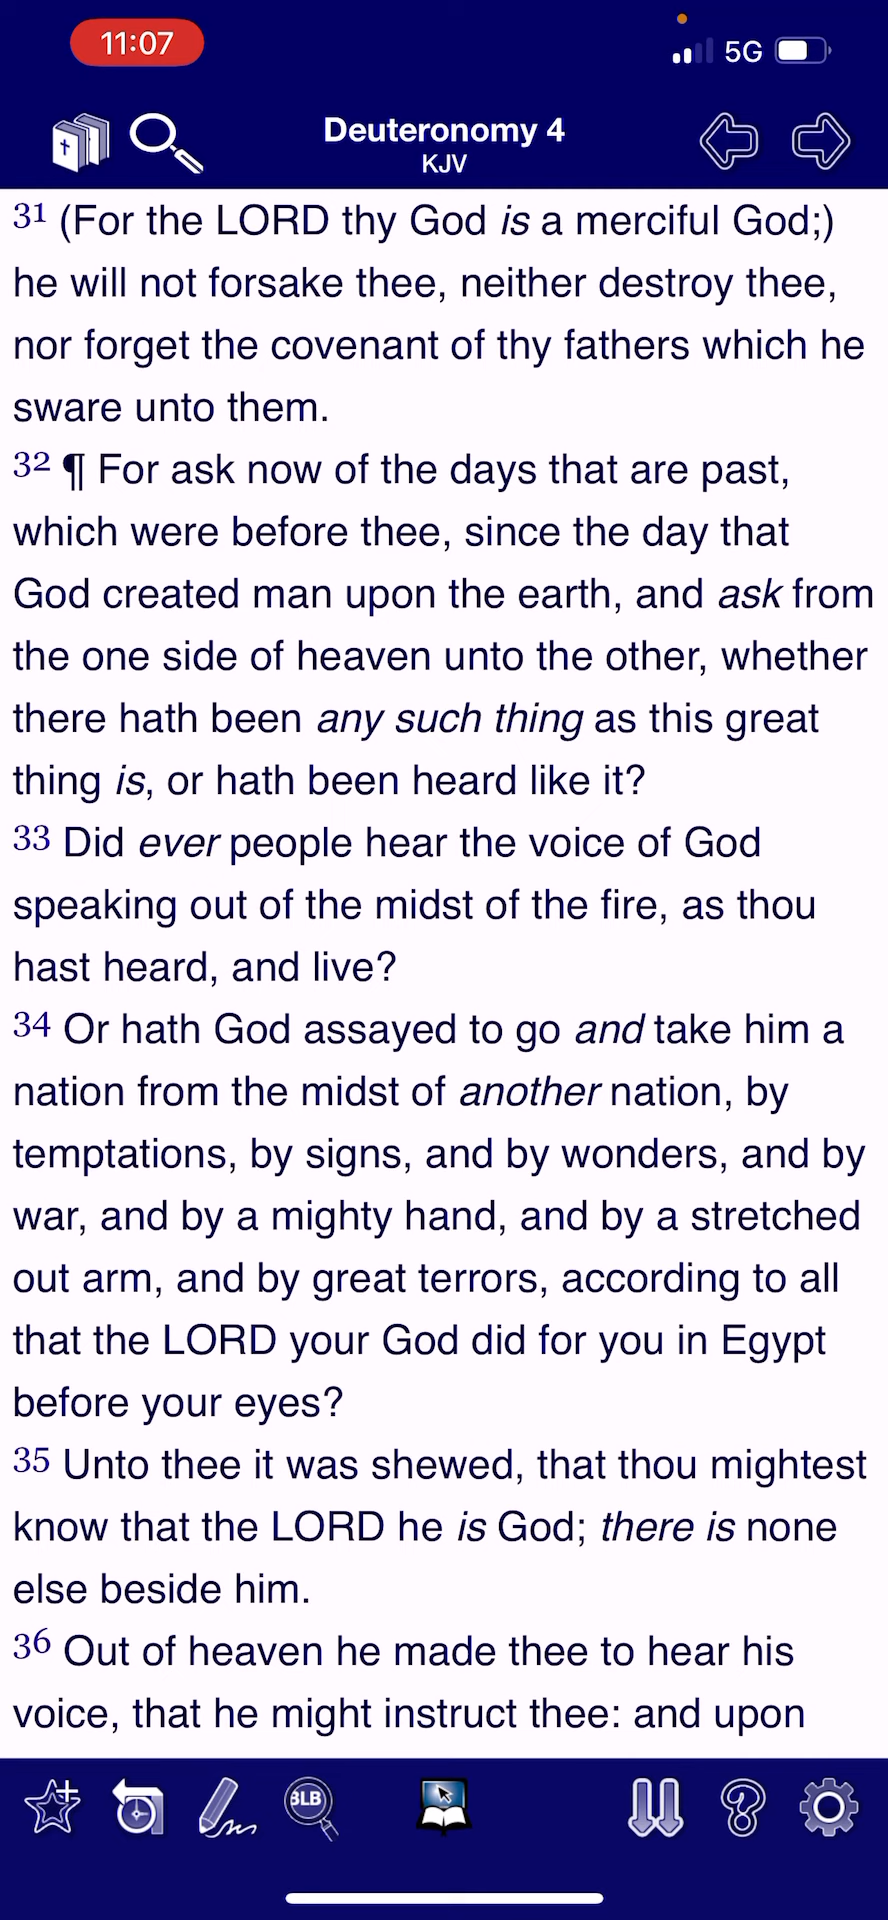 11:07
5G
Deuteronomy 4
KJV
31 (For the LORD thy God is a merciful God;)
he will not forsake thee, neither destroy thee,
nor forget the covenant of thy fathers which he
sware unto them.
32 ¶ For ask now of the days that are past,
which were before thee, since the day that
God created man upon the earth, and ask from
the one side of heaven unto the other, whether
there hath been any such thing as this great
thing is, or hath been heard like it?
33 Did ever people hear the voice of God
speaking out of the midst of the fire, as thou
hast heard, and live?
34 Or hath God assayed to go and take him a
nation from the midst of another nation, by
temptations, by signs, and by wonders, and by
war, and by a mighty hand, and by a stretched
out arm, and by great terrors, according to all
that the LORD your God did for you in Egypt
before your eyes?
35 Unto thee it was shewed, that thou mightest
know that the LORD he is God; there is none
else beside him.
36 Out of heaven he made thee to hear his
voice, that he might instruct thee: and upon
BLB